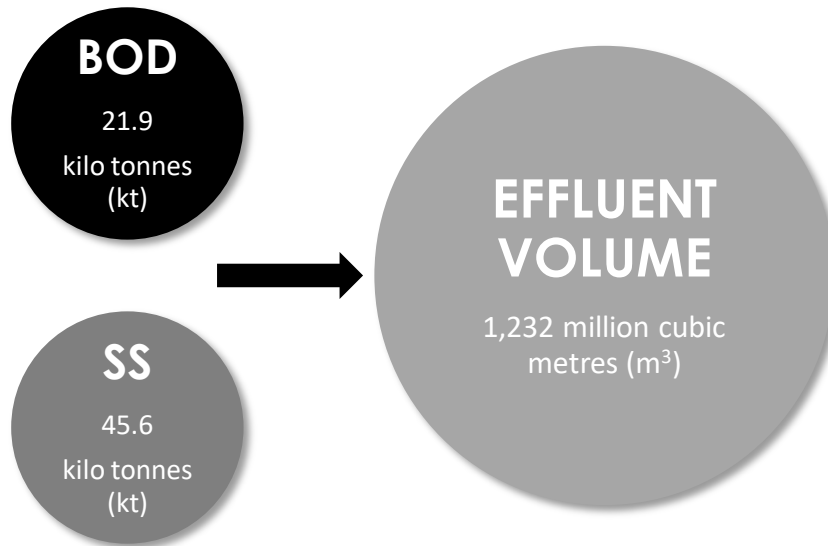 BOD
21.9
kilo tonnes
(kt)
SS
45.6
kilo tonnes
(kt)
EFFLUENT
VOLUME
1,232 million cubic
metres (m³)